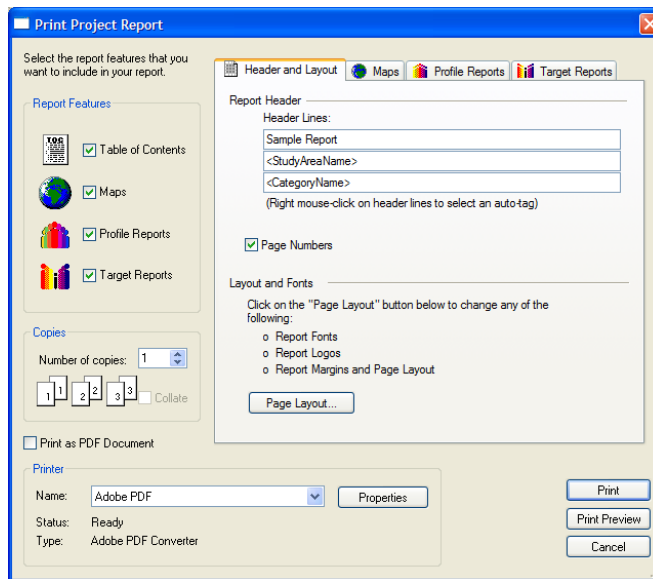 Print Project Report
Select the report features that you
want to include in your report.
Report Features
TOC
Table of Contents
Maps
Profile Reports
Target Reports
Copies
Number of copies: 1
1 1 2 2 3 3
Collate
Print as PDF Document
Header and Layout Maps Profile Reports Target Reports
Report Header
Header Lines:
Sample Report
<StudyAreaName>
<CategoryName>
(Right mouse-click on header lines to select an auto-tag)
Page Numbers
Layout and Fonts
Click on the "Page Layout" button below to change any of the
following:
o Report Fonts
o Report Logos
o Report Margins and Page Layout
Page Layout...
Printer
Name: Adobe PDF Properties
Status: Ready
Type: Adobe PDF Converter
Print
Print Preview
Cancel